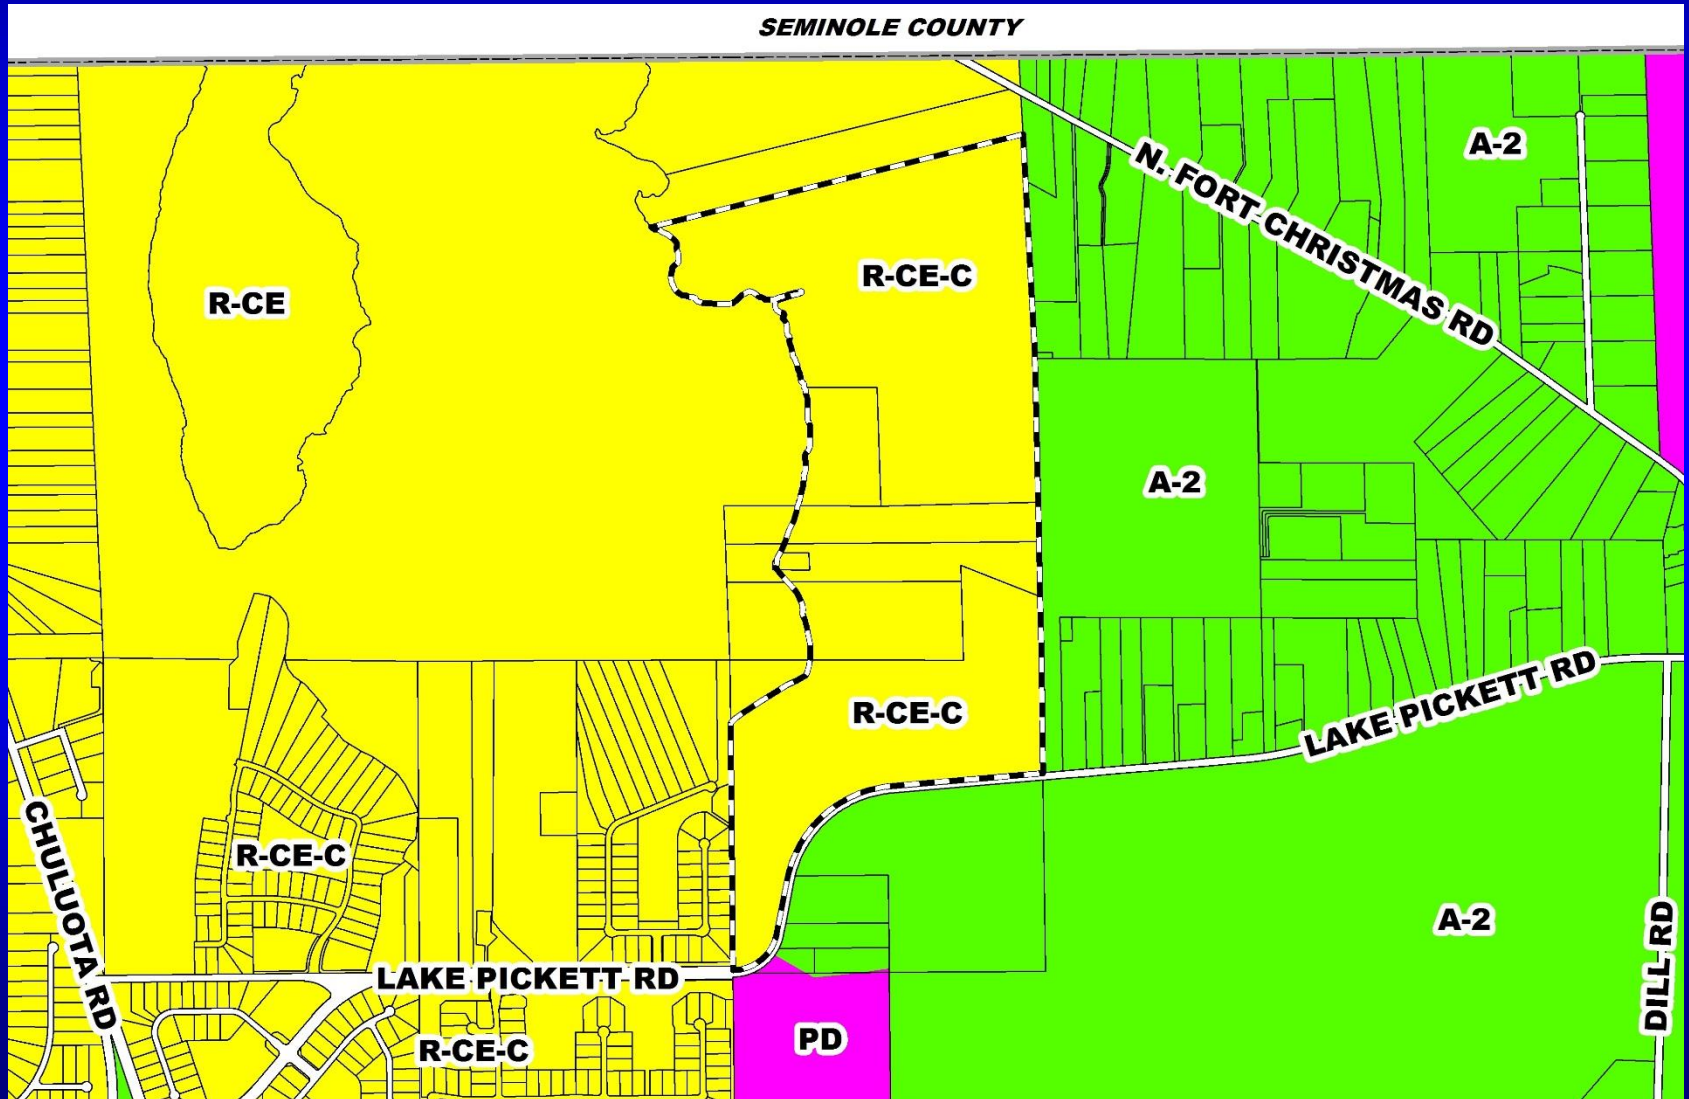 SEMINOLE COUNTY
A-2
N. FORT CHRISTMAS RD
R-CE-C
R-CE
A-2
LAKE PICKETT RD
R-CE-C
CHULUOTA RD
R-CE-C
A-2
DILL RD
LAKE PICKETT RD
PD
R-CE-C